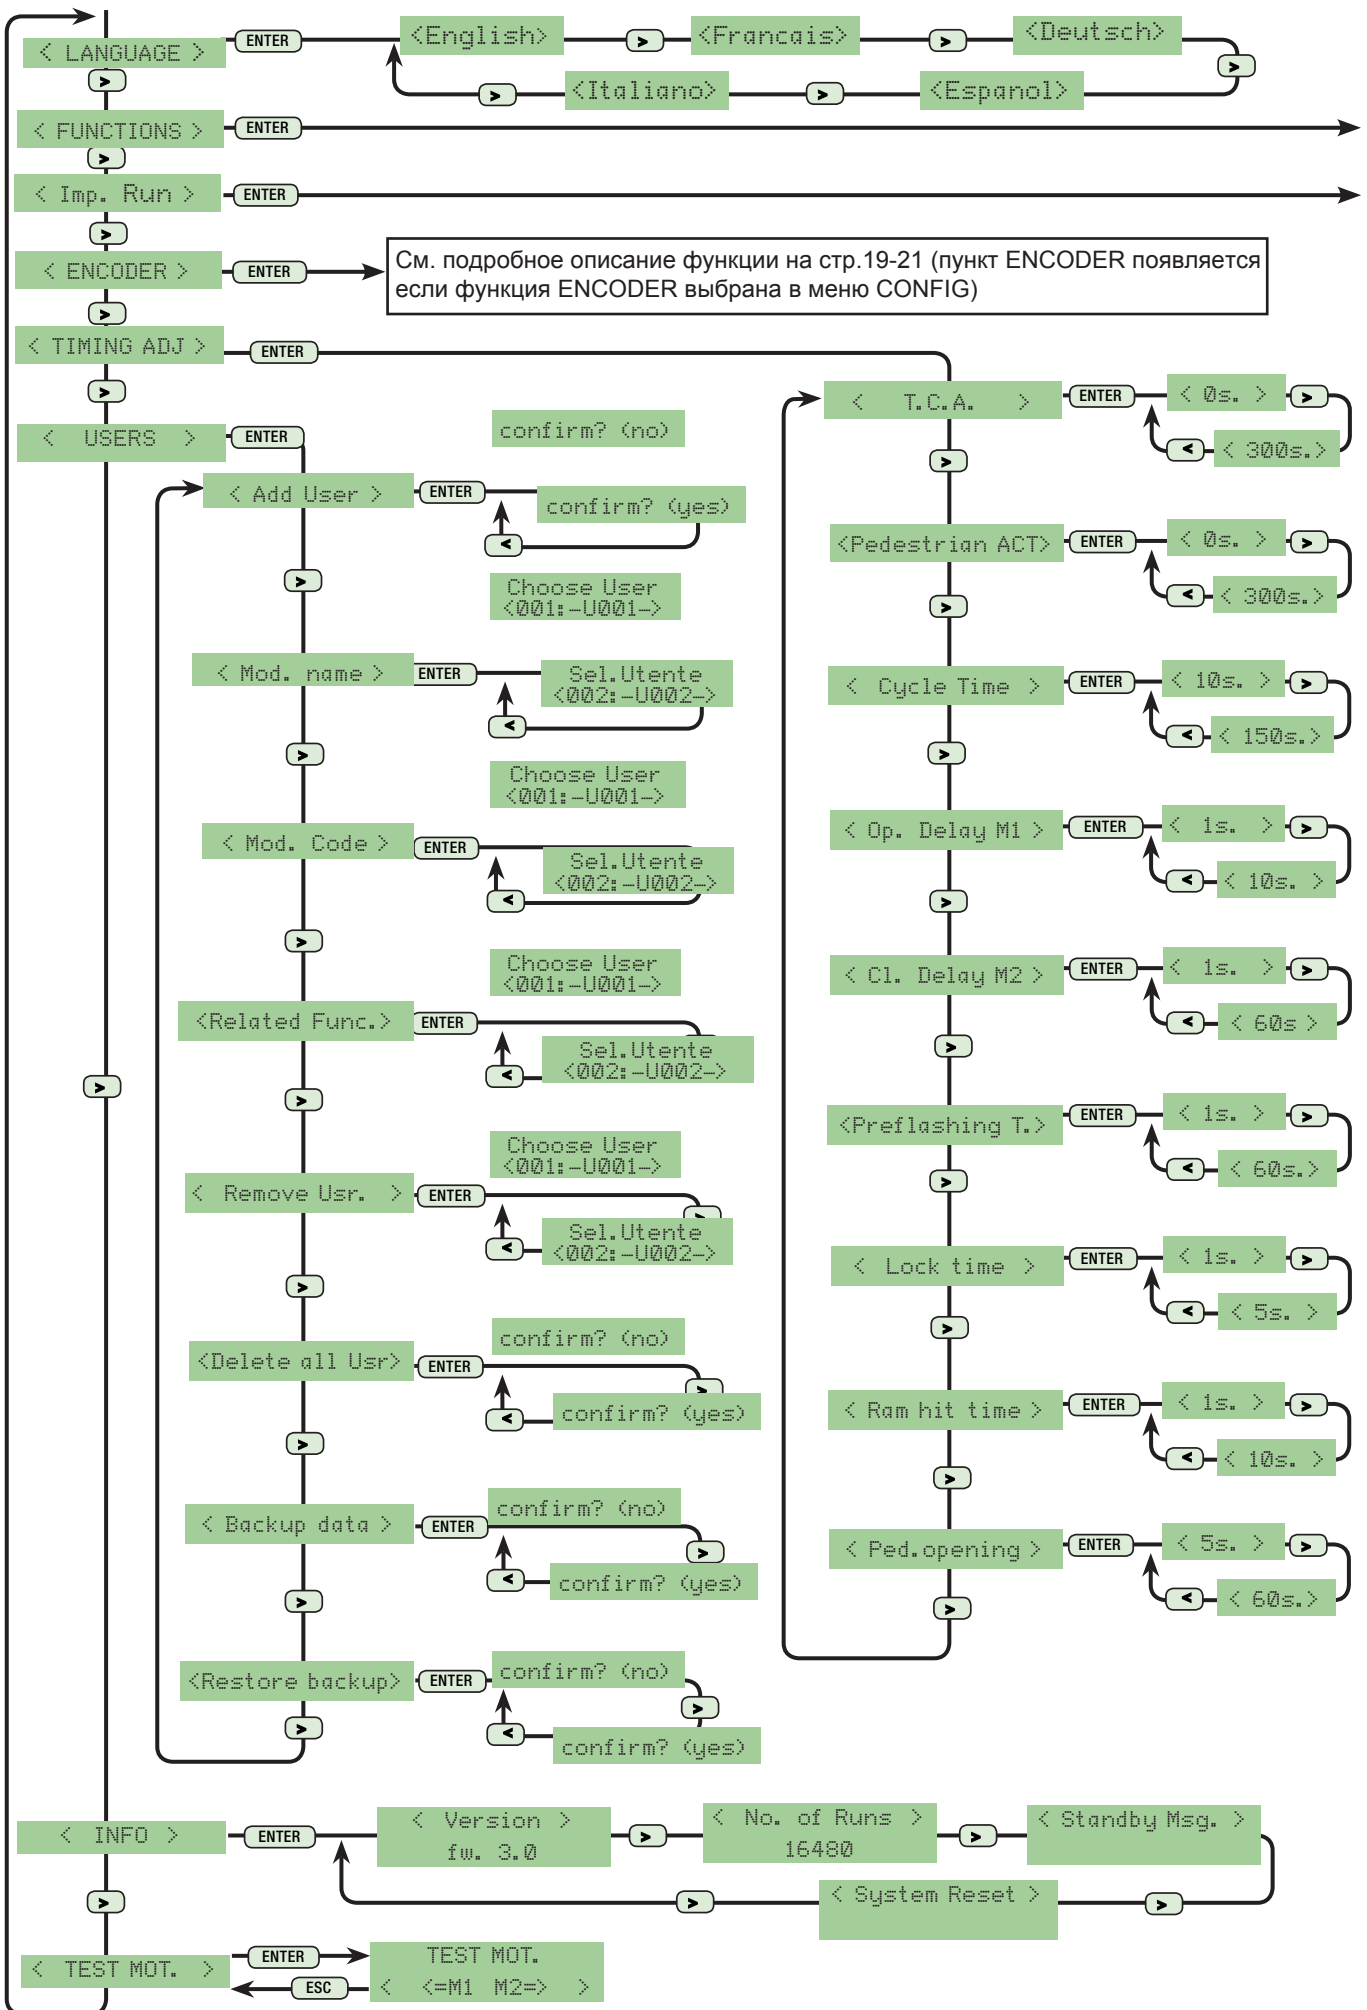 < LANGUAGE > ENTER <English> > <Francais> > <Deutsch>
>
> <Italiano> > <Espanol>
>
< FUNCTIONS > ENTER
>
< Imp. Run > ENTER
>
< ENCODER > ENTER
См. подробное описание функции на стр.19-21 (пункт ENCODER появляется
если функция ENCODER выбрана в меню CONFIG)
>
< TIMING ADJ > ENTER
>
< USERS > ENTER
confirm? (no)
< Add User > ENTER
confirm? (yes)
<
>
Choose User
<001:-U001->
< Mod. name > ENTER
Sel.Utente
<002:-U002->
<
>
Choose User
<001:-U001->
< Mod. Code > ENTER
Sel.Utente
<002:-U002->
<
>
Choose User
<001:-U001->
<Related Func.> ENTER
Sel.Utente
<002:-U002->
<
>
>
Choose User
<001:-U001->
< Remove Usr. > ENTER
>
Sel.Utente
<002:-U002->
<
>
confirm? (no)
<Delete all Usr> ENTER
>
confirm? (yes)
<
>
confirm? (no)
< Backup data > ENTER
>
confirm? (yes)
<
>
confirm? (no)
<Restore backup> ENTER
>
confirm? (yes)
<
>
< T.C.A. > ENTER < 0s. > >
< < 300s.>
>
<Pedestrian ACT> ENTER < 0s. > >
< < 300s.>
>
< Cycle Time > ENTER < 10s. > >
< < 150s.>
>
< Op. Delay M1 > ENTER < 1s. > >
< < 10s. >
>
< Cl. Delay M2 > ENTER < 1s. > >
< < 60s >
>
<Preflashing T.> ENTER < 1s. > >
< < 60s.>
>
< Lock time > ENTER < 1s. > >
< < 5s. >
>
< Ram hit time > ENTER < 1s. > >
< < 10s. >
>
< Ped.opening > ENTER < 5s. > >
< < 60s.>
>
< INFO > ENTER
< Version >
fw. 3.0
>
< No. of Runs >
16480
>
< Standby Msg. >
> < System Reset > >
>
< TEST MOT. > ENTER
ESC
TEST MOT.
< <=M1 M2=> >